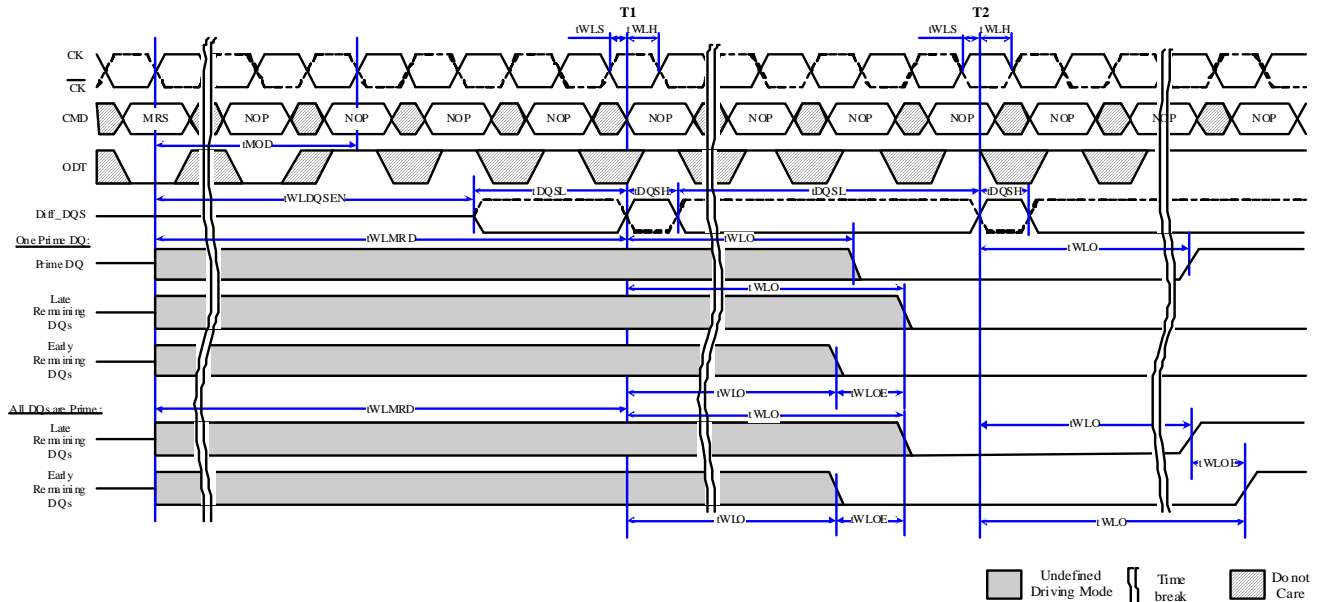 T1 T2
tWLS tWLH tWLS tWLH
CK
CK
CMD MRS NOP NOP NOP NOP NOP NOP NOP NOP NOP NOP NOP
tMOD
ODT
tDQSL tDQSH tDQSL tDQSH
tWLDQSEN
Diff_DQS
One Prime DQ:
tWLMRD tWLO tWLO
Prime DQ
tWLO
Late
Remaining
DQs
Early
Remaining
DQs
tWLO tWLOE
All DQs are Prime:
tWLMRD tWLO tWLO
Late
Remaining
DQs
tWLOE
Early
Remaining
DQs
tWLO tWLOE tWLO
Undefined
Driving Mode
Time
break
Do not
Care